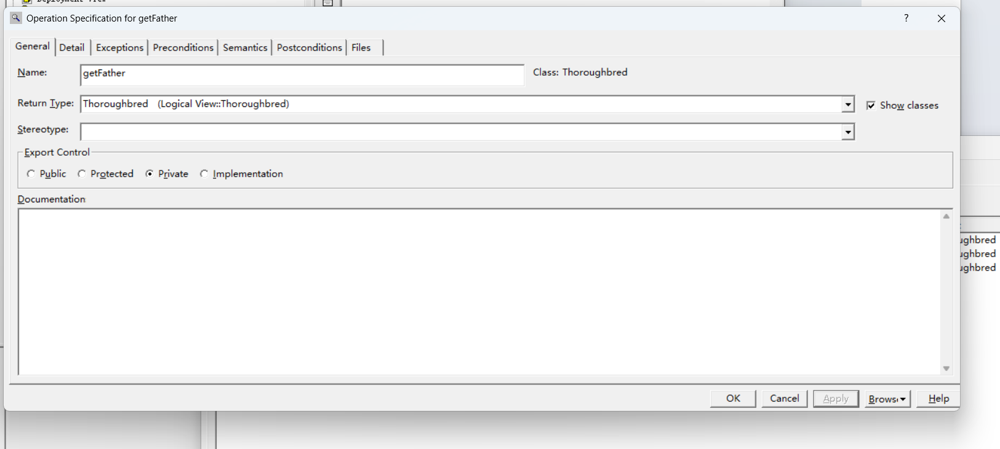 Deployment View
Operation Specification for getFather
?
General Detail Exceptions Preconditions Semantics Postconditions Files
Name: getFather Class: Thoroughbred
Return Type: Thoroughbred (Logical View::Thoroughbred) Show classes
Stereotype:
Export Control
Public Protected Private Implementation
Documentation
ughbred
ughbred
ughbred
OK Cancel Apply Brows Help